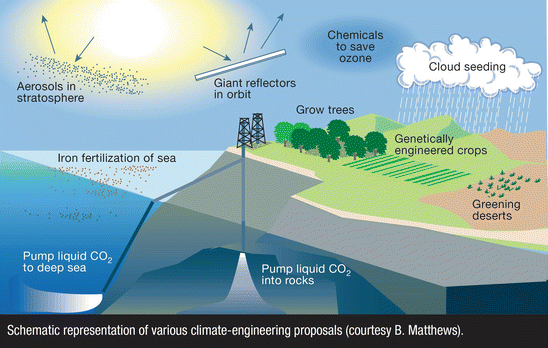 Chemicals
to save
ozone
Cloud seeding
Aerosols in
stratosphere
Giant reflectors
in orbit
Grow trees
Genetically
engineered crops
Iron fertilization of sea
Greening
deserts
Pump liquid CO₂
to deep sea
Pump liquid CO₂
into rocks
Schematic representation of various climate-engineering proposals (courtesy B. Matthews).